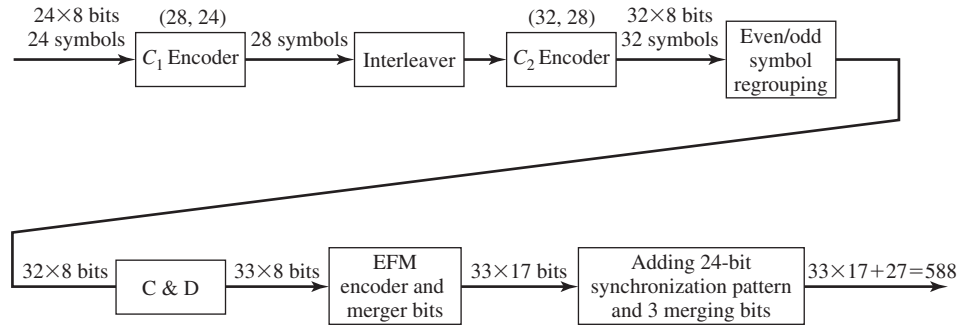 24×8 bits
24 symbols
(28, 24)
C₁ Encoder
28 symbols
Interleaver
(32, 28)
C₂ Encoder
32×8 bits
32 symbols
Even/odd
symbol
regrouping
32×8 bits
C & D
33×8 bits
EFM
encoder and
merger bits
33×17 bits
Adding 24-bit
synchronization pattern
and 3 merging bits
33×17+27=588